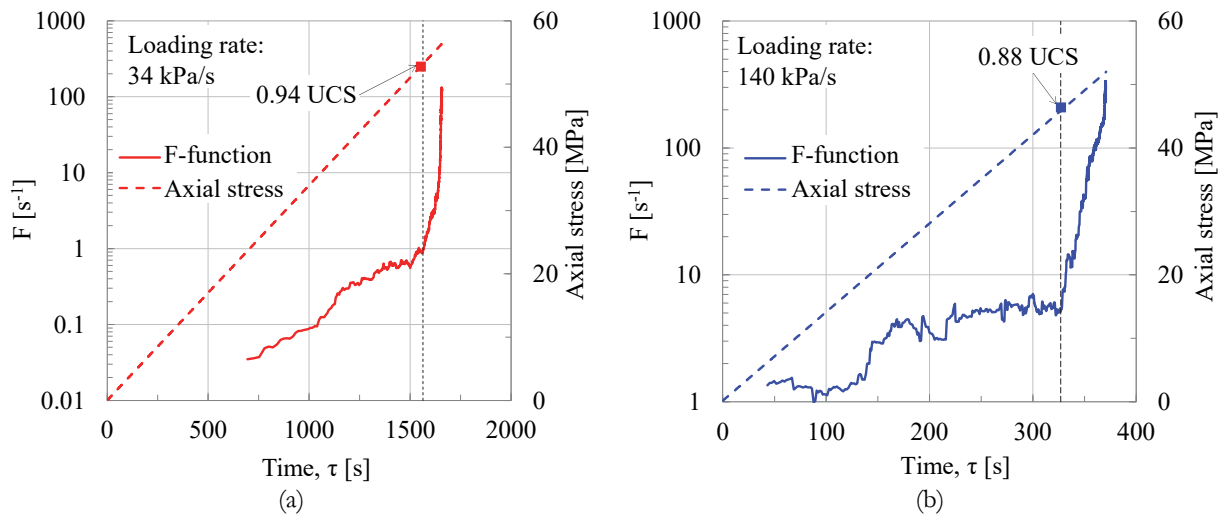 1000
100
10
1
0.1
0.01
F [s⁻¹]
Loading rate:
34 kPa/s
0.94 UCS
F-function
Axial stress
60
40
20
0
Axial stress [MPa]
0
500
1000
1500
2000
Time, τ [s]
(a)
1000
100
10
1
F [s⁻¹]
Loading rate:
140 kPa/s
0.88 UCS
F-function
Axial stress
60
40
20
0
Axial stress [MPa]
0
100
200
300
400
Time, τ [s]
(b)